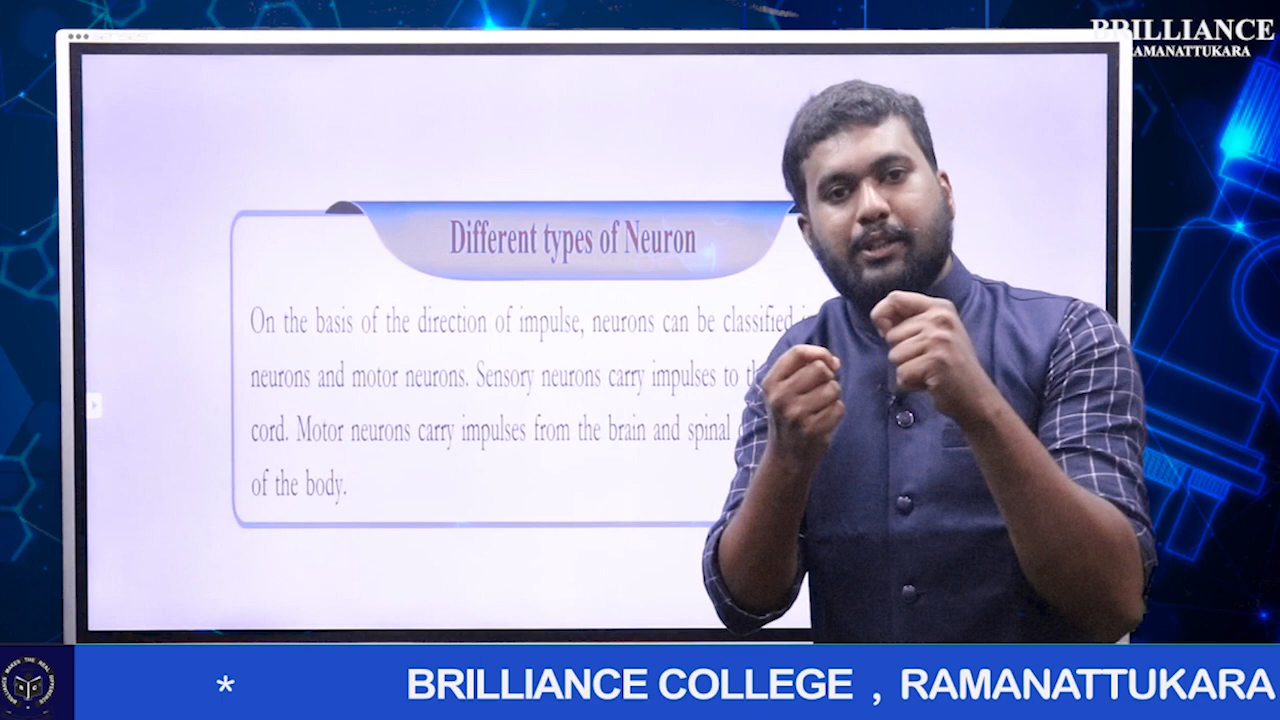 BRILLIANCE
RAMANATTUKARA
Different types of Neuron
On the basis of the direction of impulse, neurons can be classified
neurons and motor neurons. Sensory neurons carry impulses to
cord. Motor neurons carry impulses from the brain and spinal
of the body.
* BRILLIANCE COLLEGE , RAMANATTUKARA